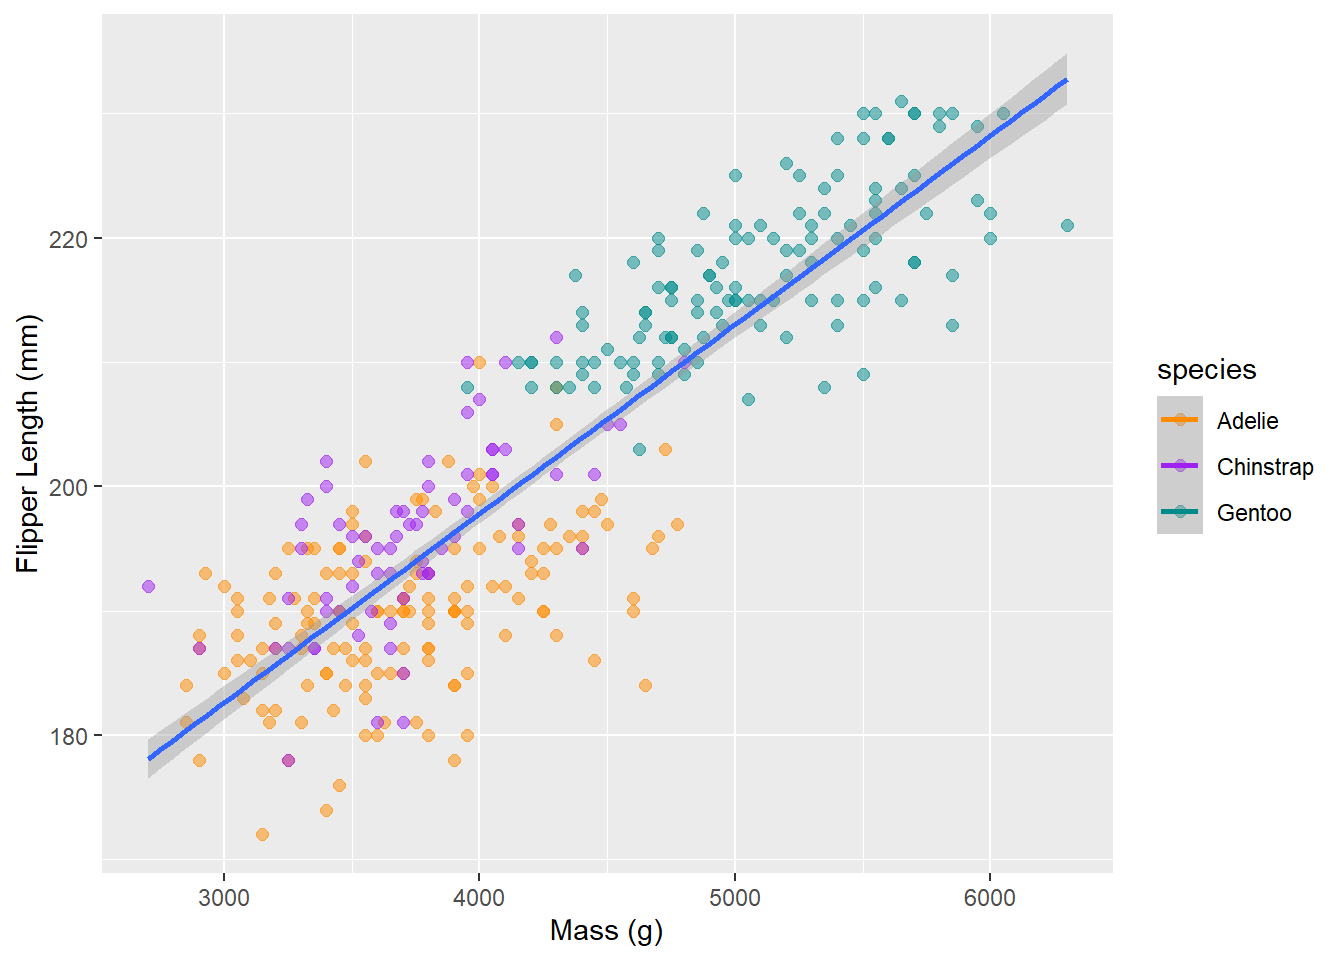 220
200
180
Flipper Length (mm)
3000
4000
5000
6000
Mass (g)
species
Adelie
Chinstrap
Gentoo